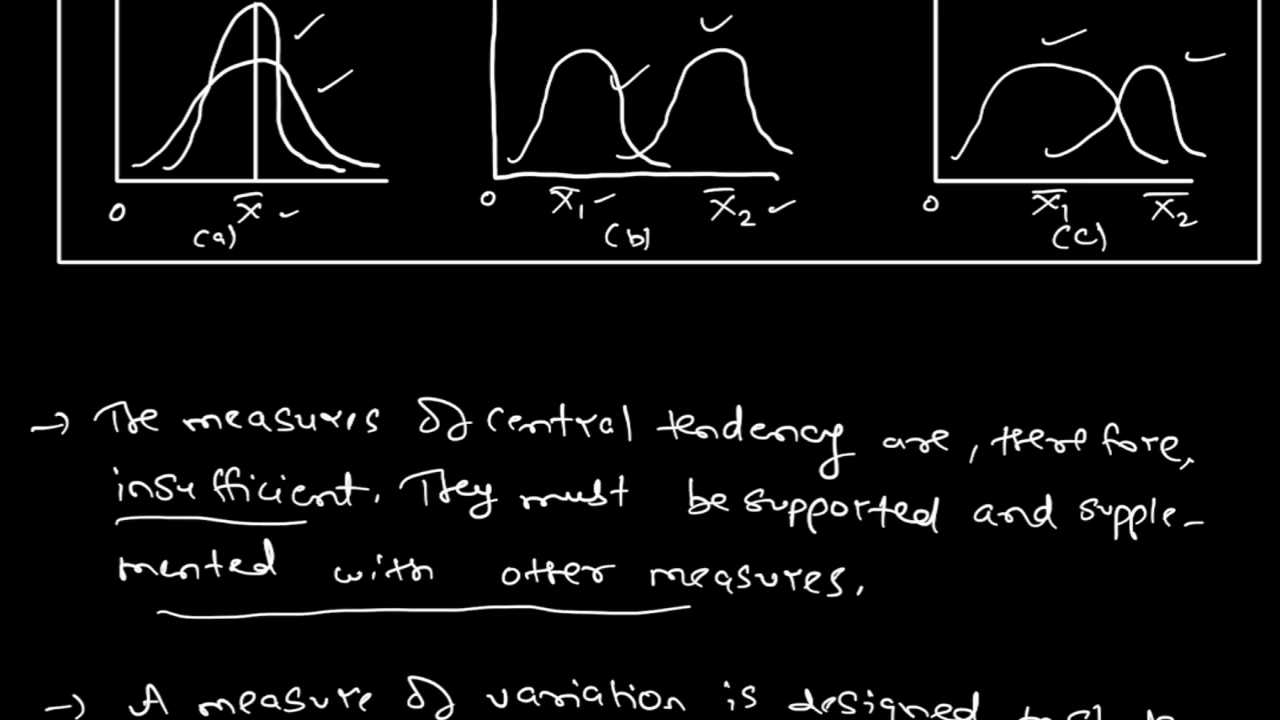 0 x̄ 0 x̄₁ x̄₂ 0 x̄₁ x̄₂
(a) (b) (c)
→ The measures of central tendency are, therefore,
insufficient. They must be supported and supple-
mented with other measures.
→ A measure of variation is designed